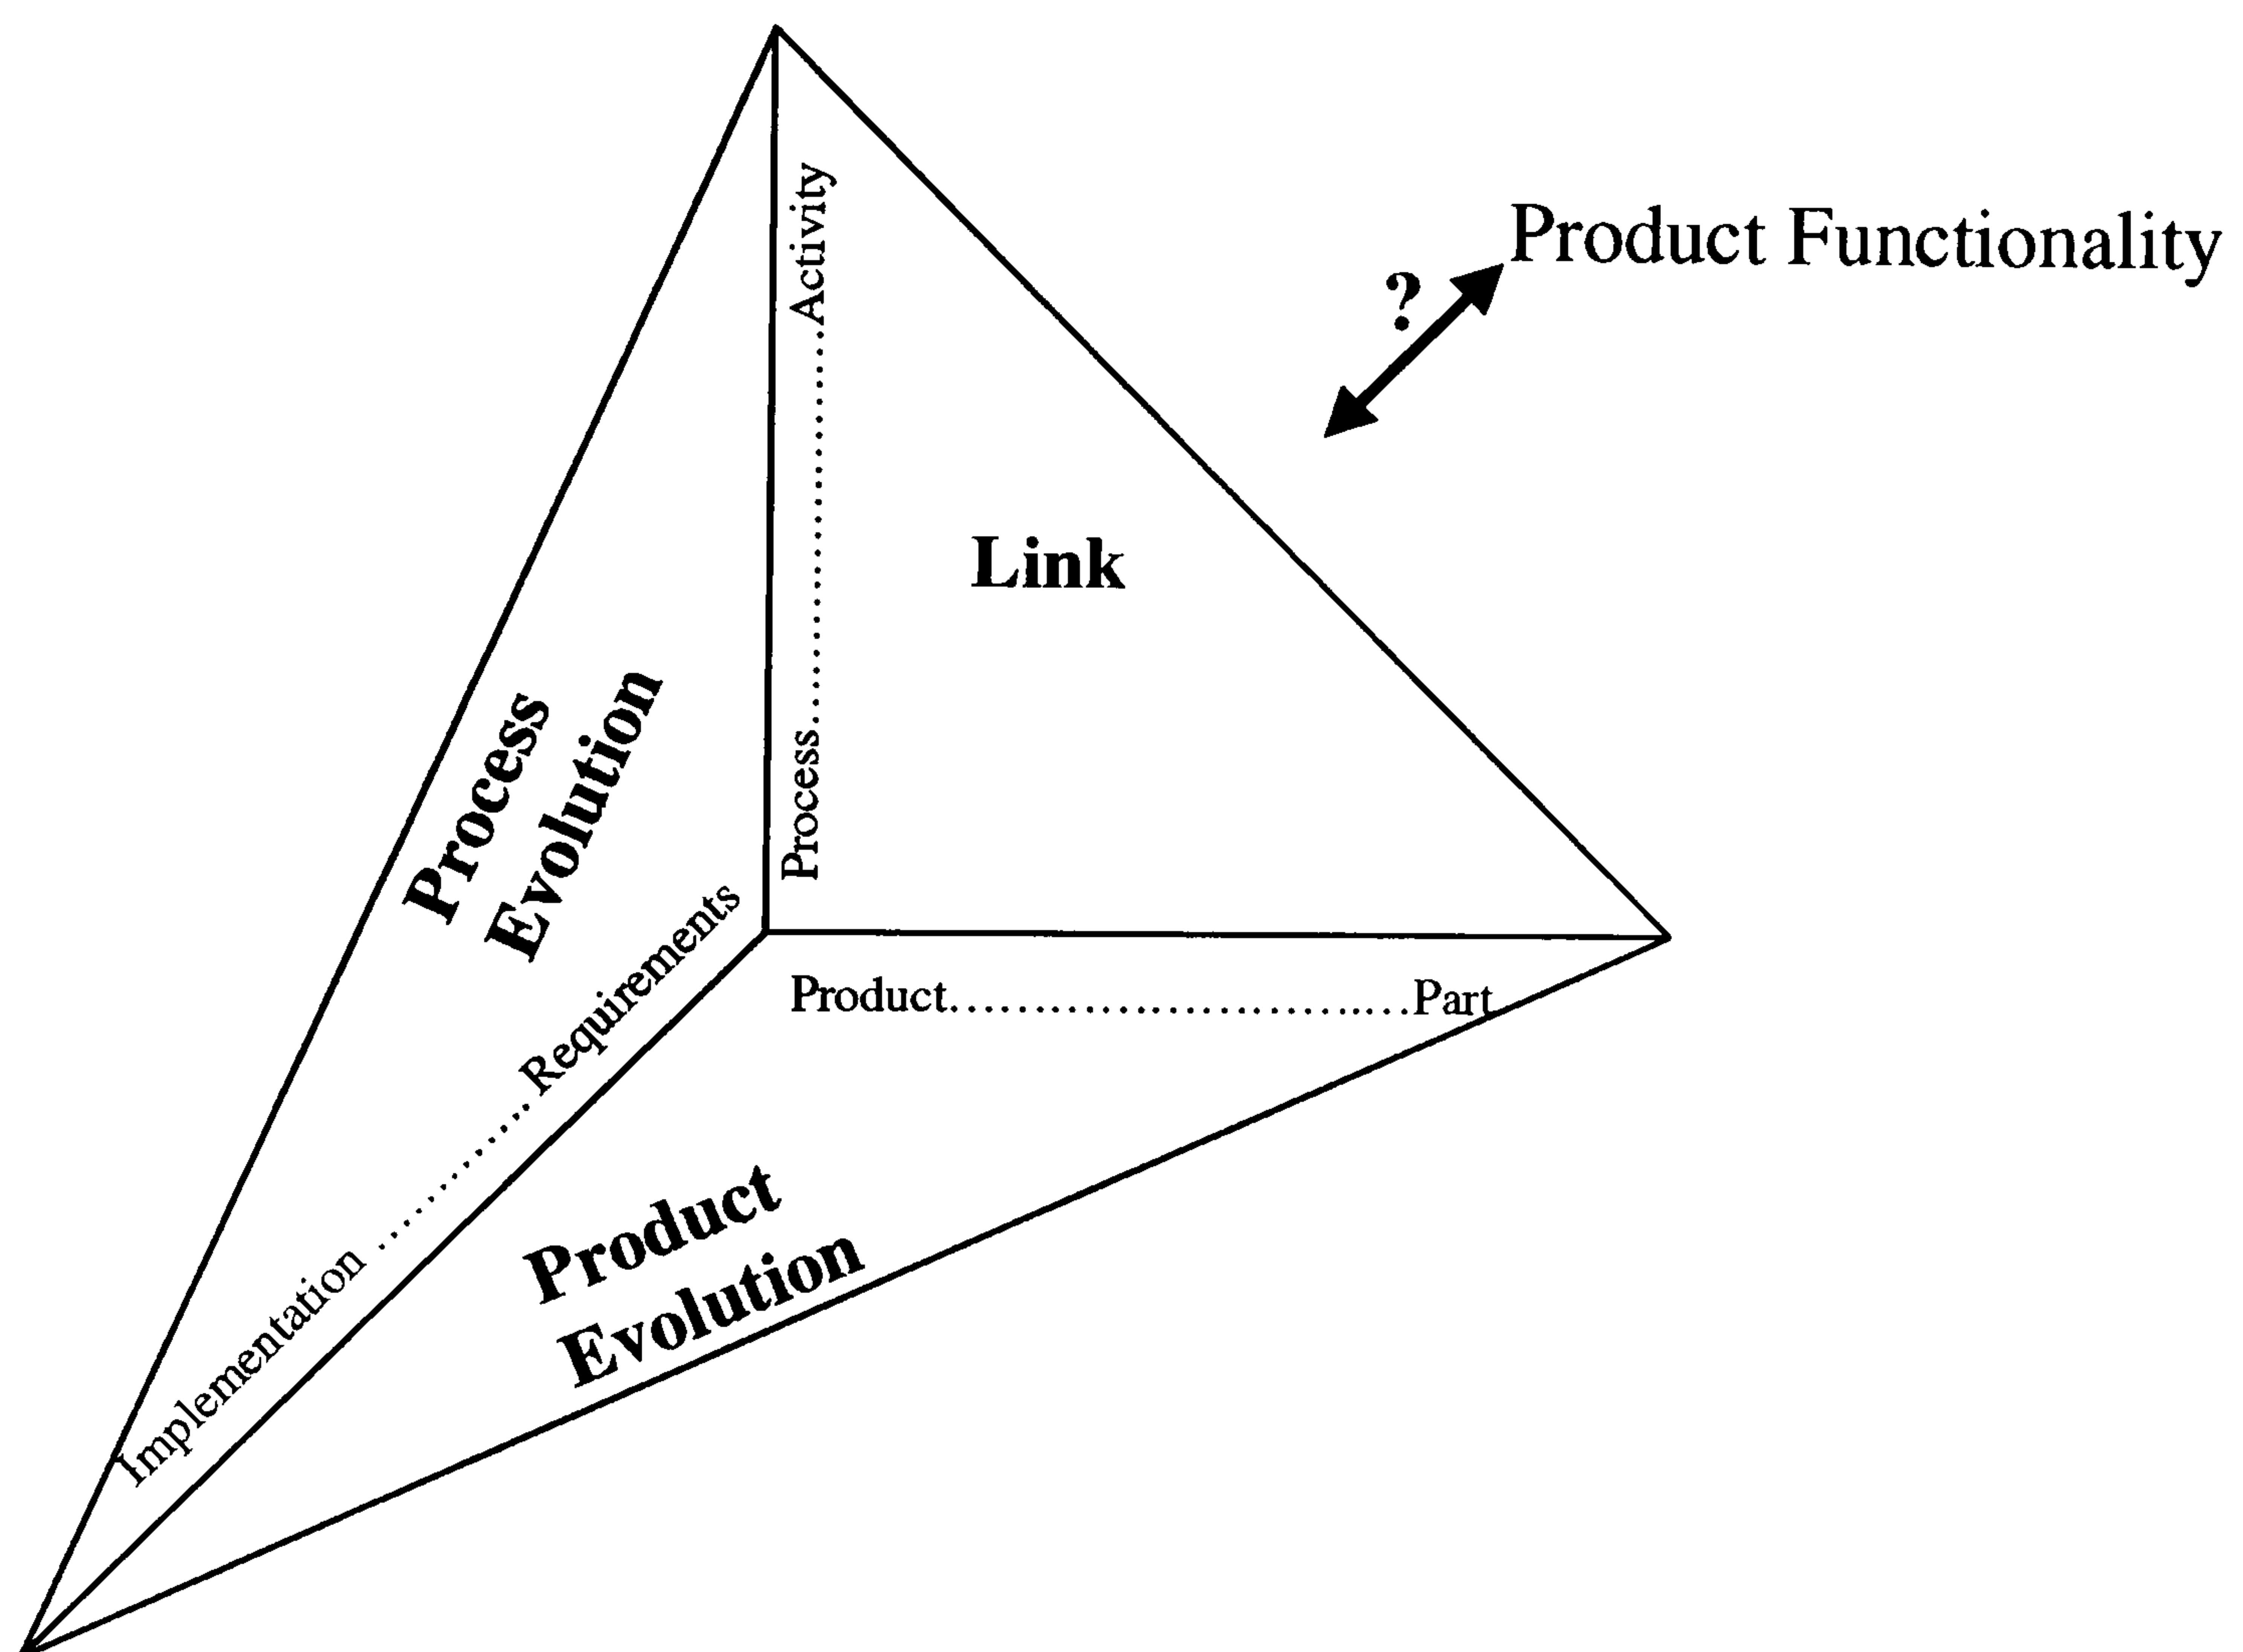 Product Functionality
?
Process..........................Activity
Link
Process
Evolution
Implementation ............... Requirements
Product...........................Part
Product
Evolution